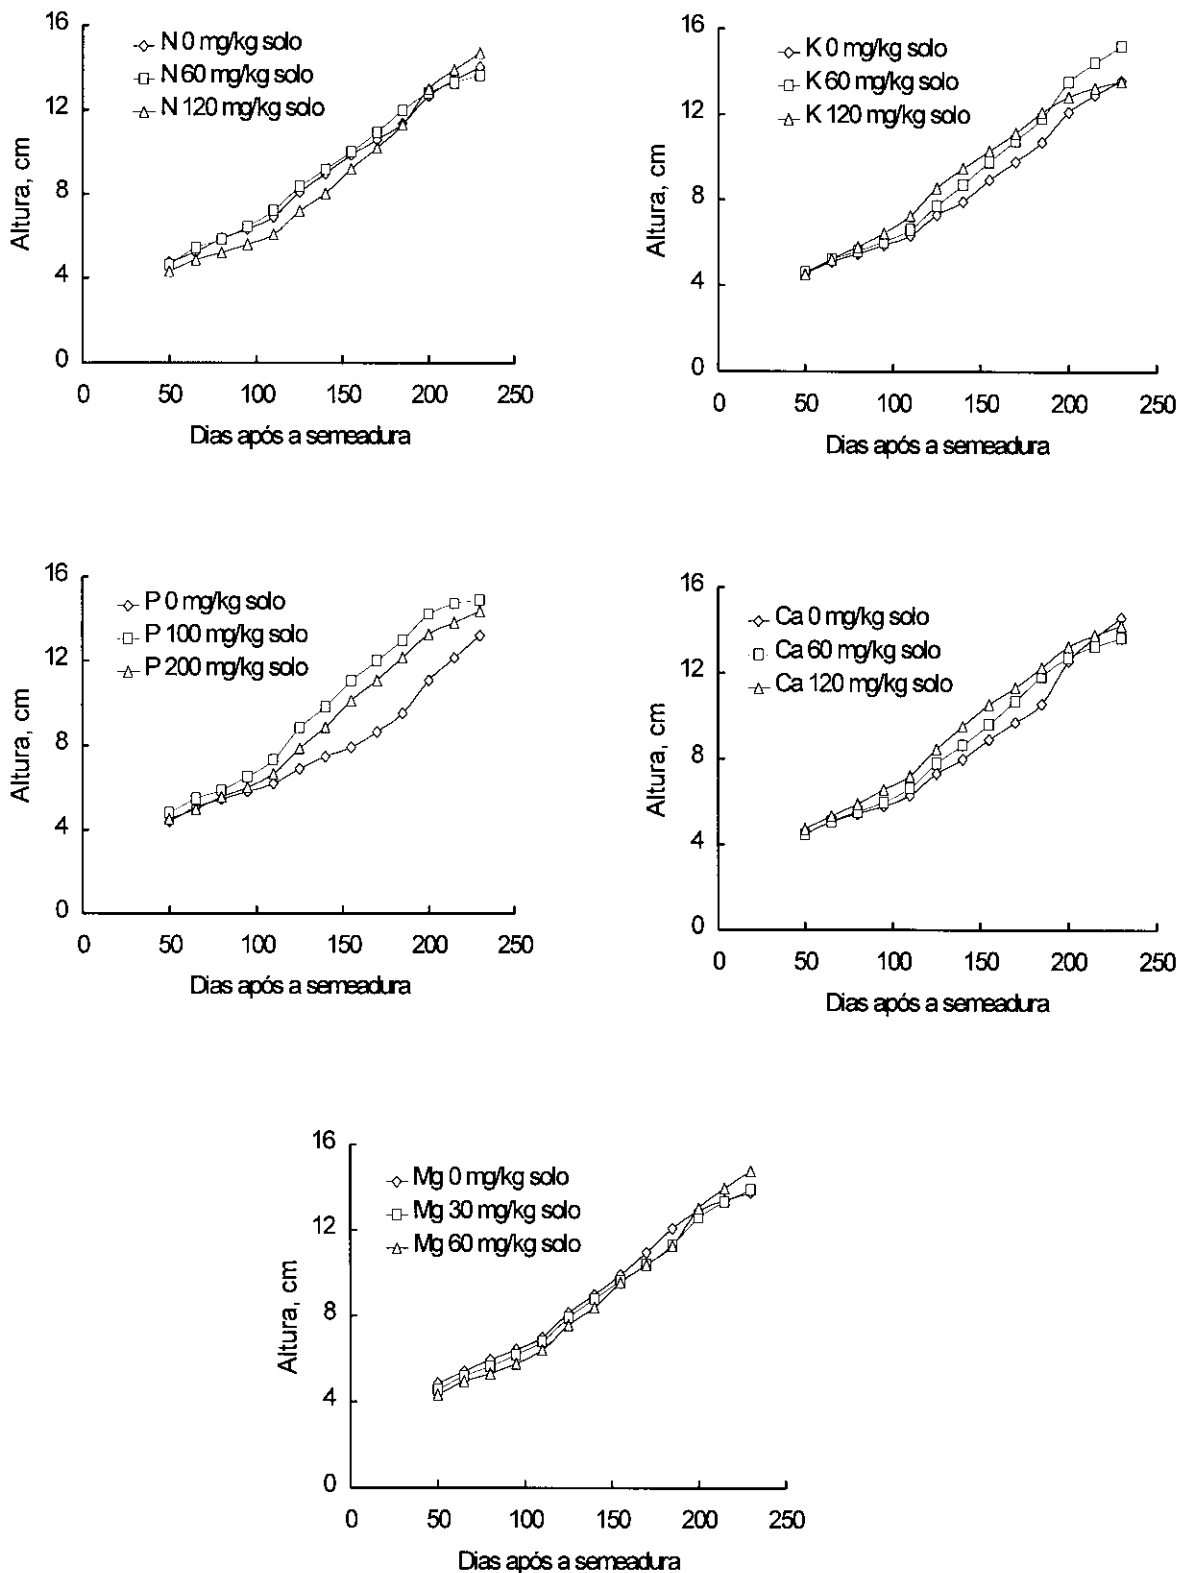 16
12
8
4
0
Altura, cm
N 0 mg/kg solo
N 60 mg/kg solo
N 120 mg/kg solo
0 50 100 150 200 250
Dias após a semeadura
16
12
8
4
0
Altura, cm
K 0 mg/kg solo
K 60 mg/kg solo
K 120 mg/kg solo
0 50 100 150 200 250
Dias após a semeadura
16
12
8
4
0
Altura, cm
P 0 mg/kg solo
P 100 mg/kg solo
P 200 mg/kg solo
0 50 100 150 200 250
Dias após a semeadura
16
12
8
4
0
Altura, cm
Ca 0 mg/kg solo
Ca 60 mg/kg solo
Ca 120 mg/kg solo
0 50 100 150 200 250
Dias após a semeadura
16
12
8
4
0
Altura, cm
Mg 0 mg/kg solo
Mg 30 mg/kg solo
Mg 60 mg/kg solo
0 50 100 150 200 250
Dias após a semeadura